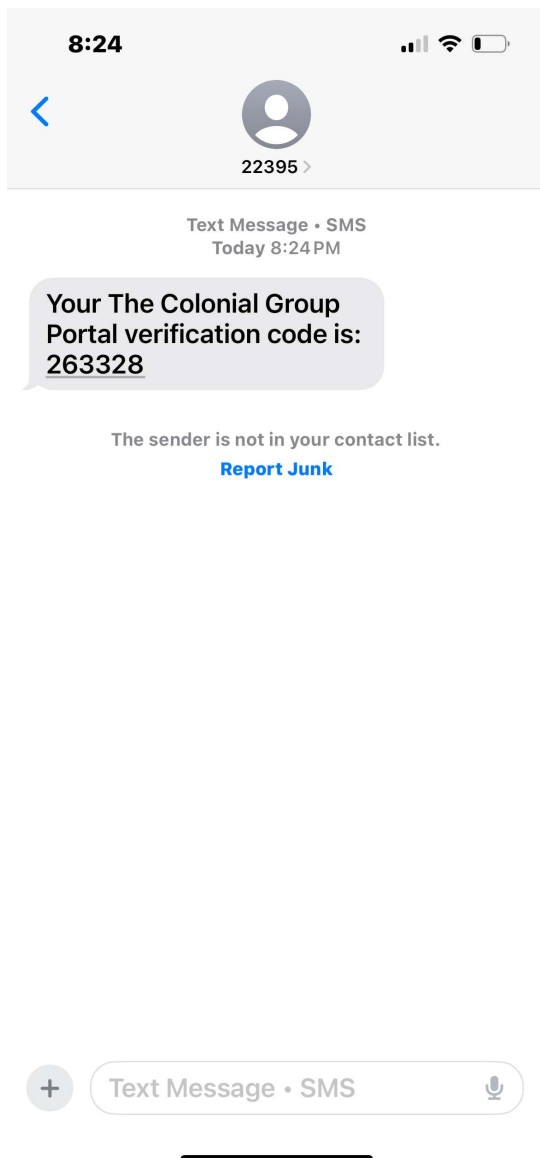 8:24
22395
Text Message • SMS
Today 8:24 PM
Your The Colonial Group
Portal verification code is:
263328
The sender is not in your contact list.
Report Junk
Text Message • SMS